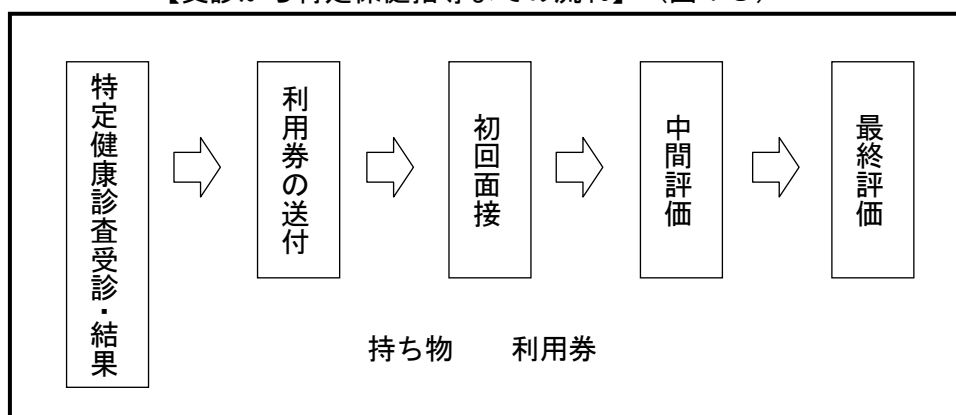 特定健康診査受診・結果
利用券の送付
初回面接
中間評価
最終評価
持ち物　利用券